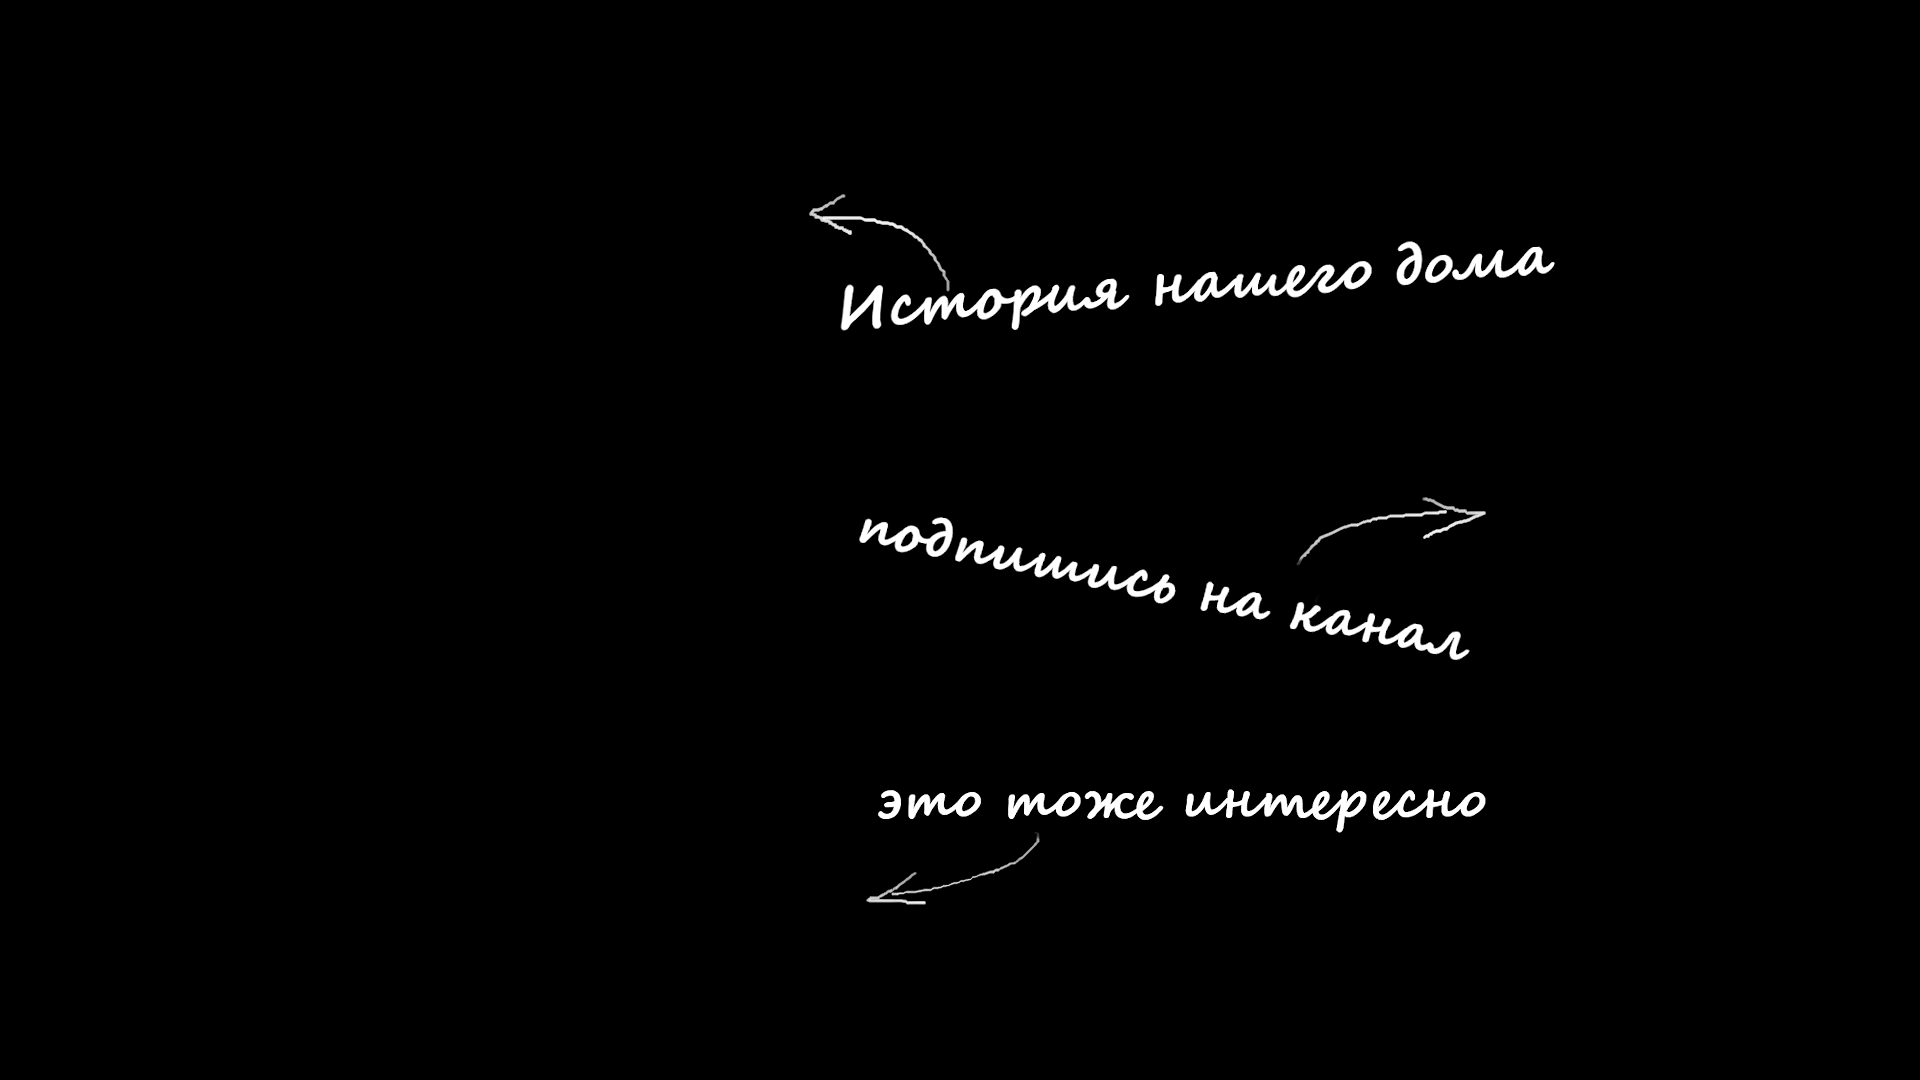 История нашего дома
подпишись на канал
это тоже интересно